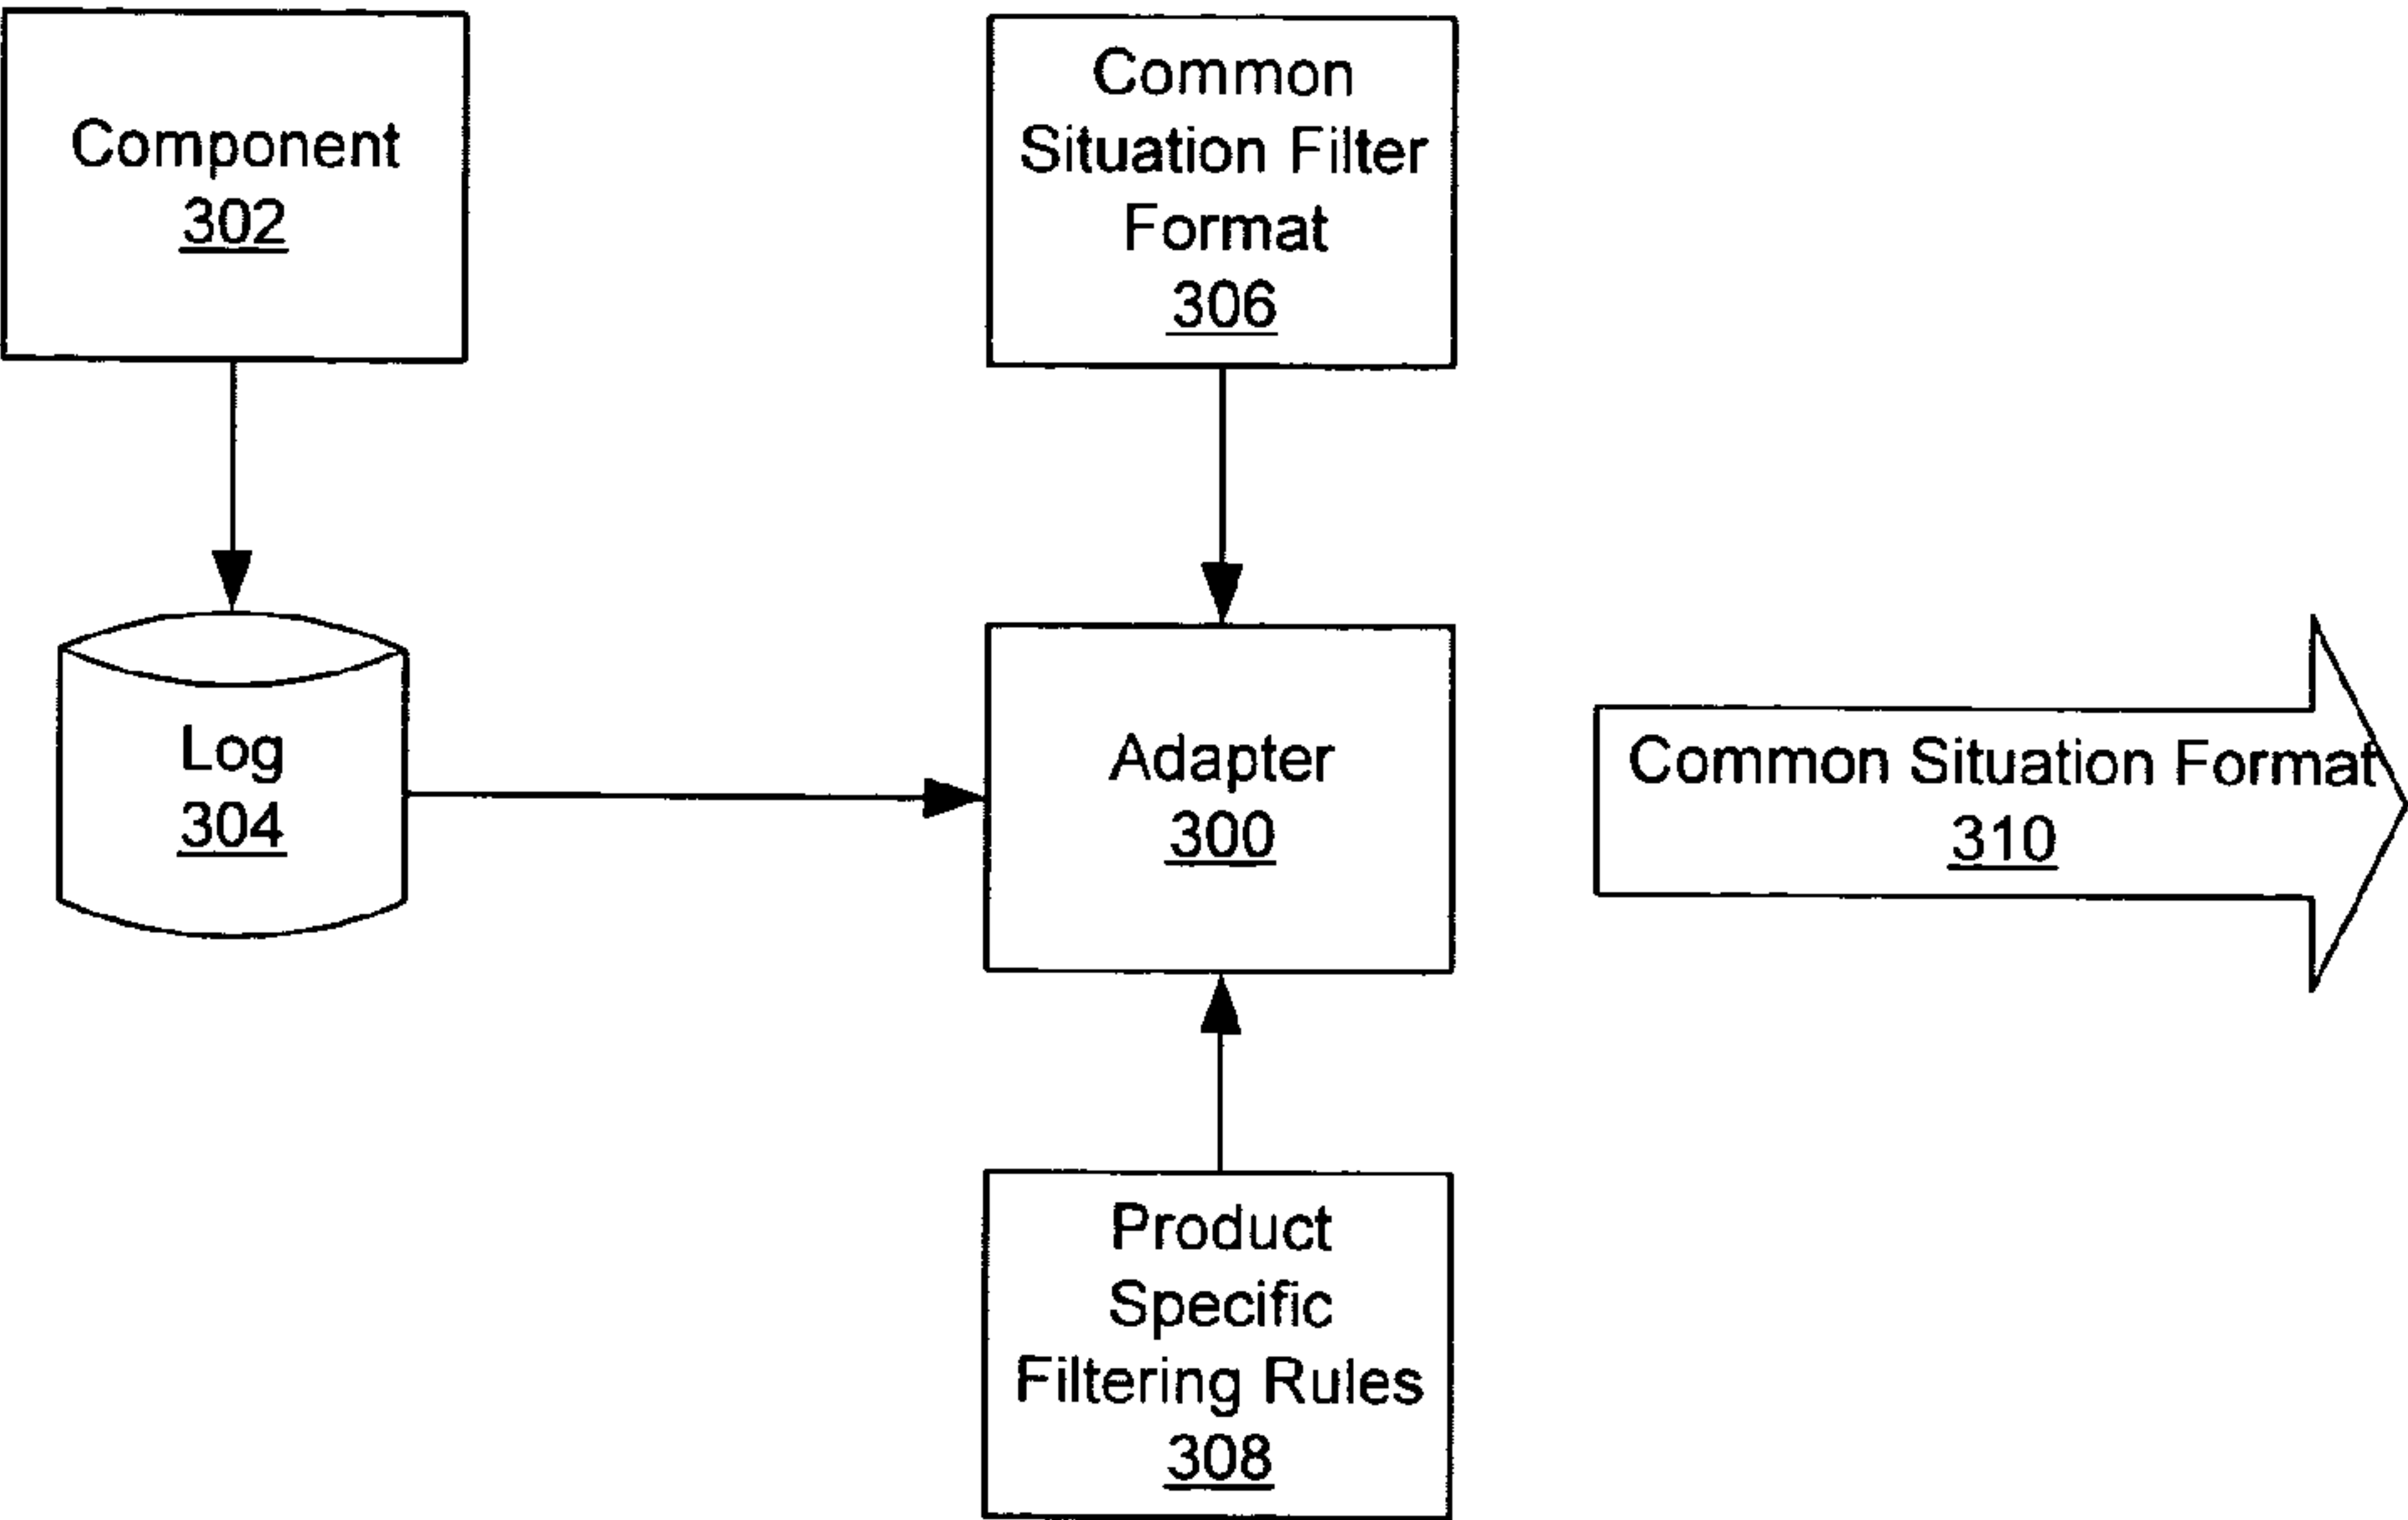 Component
302
Common
Situation Filter
Format
306
Log
304
Adapter
300
Common Situation Format
310
Product
Specific
Filtering Rules
308